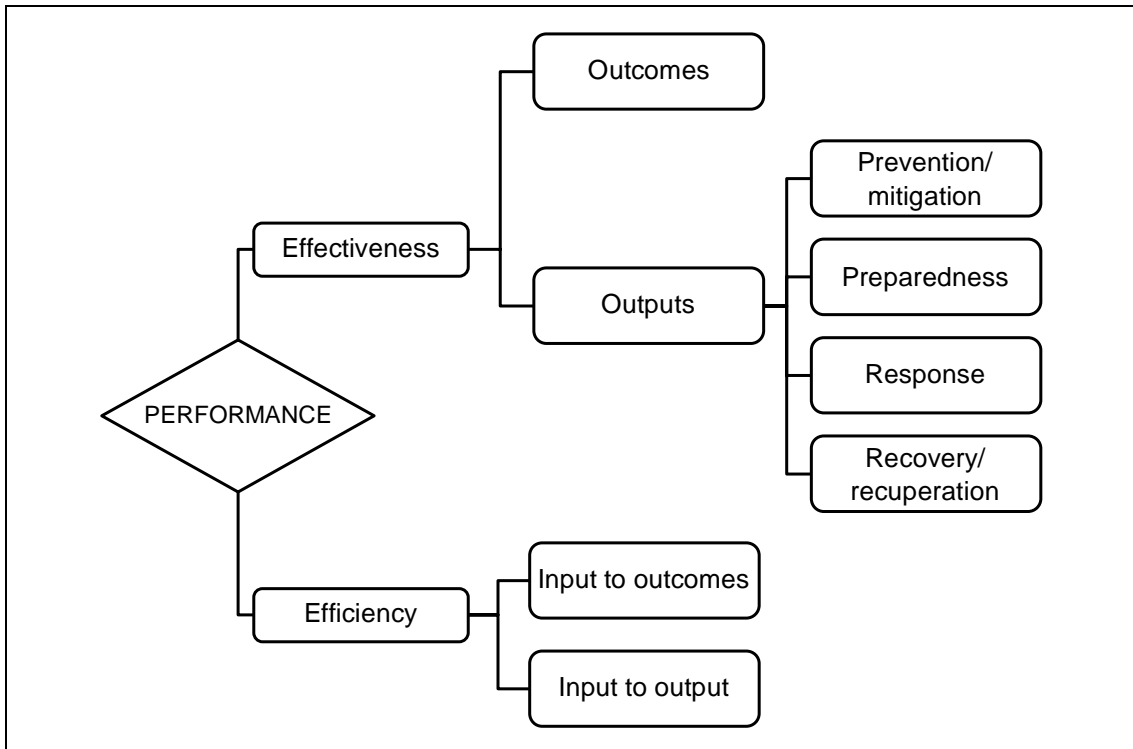 Outcomes
Prevention/
mitigation
Effectiveness
Preparedness
Outputs
Response
PERFORMANCE
Recovery/
recuperation
Input to outcomes
Efficiency
Input to output